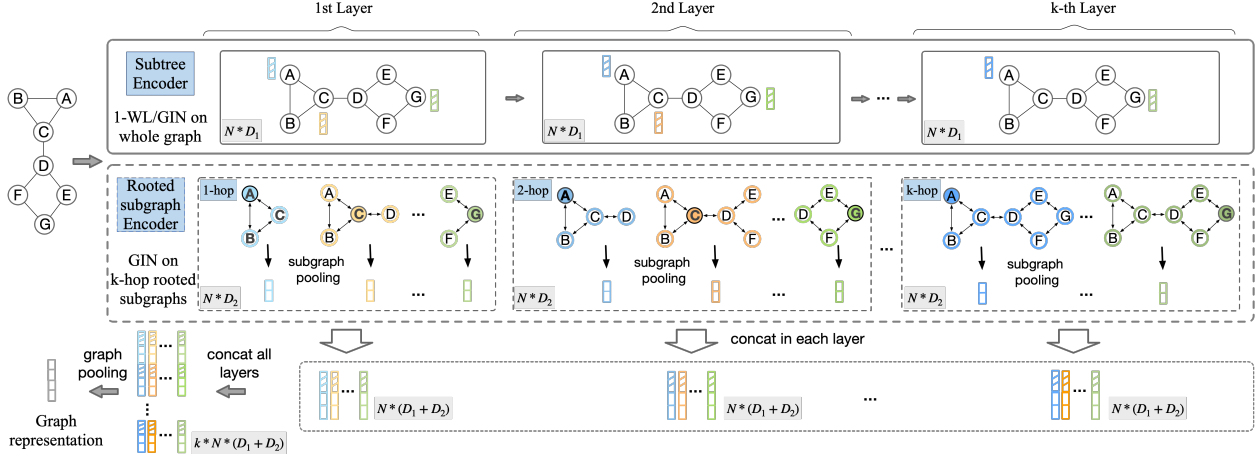 1st Layer
2nd Layer
k-th Layer
Subtree
Encoder
1-WL/GIN on
whole graph
A
B
C
D
E
F
G
N * D1
A
B
C
D
E
F
G
N * D1
...
A
B
C
D
E
F
G
N * D1
B
A
C
D
F
E
G
Rooted
subgraph
Encoder
GIN on
k-hop rooted
subgraphs
1-hop
A
C
B
A
C
D
B
...
E
G
F
subgraph
pooling
...
N * D2
2-hop
A
C
D
B
A
E
C
D
B
F
...
E
D
G
F
subgraph
pooling
...
N * D2
...
k-hop
A
E
C
D
G
B
F
...
A
E
C
D
G
B
F
subgraph
pooling
...
N * D2
concat in each layer
...
N * (D1 + D2)
...
N * (D1 + D2)
...
...
N * (D1 + D2)
concat all
layers
...
...
...
...
k * N * (D1 + D2)
graph
pooling
Graph
representation